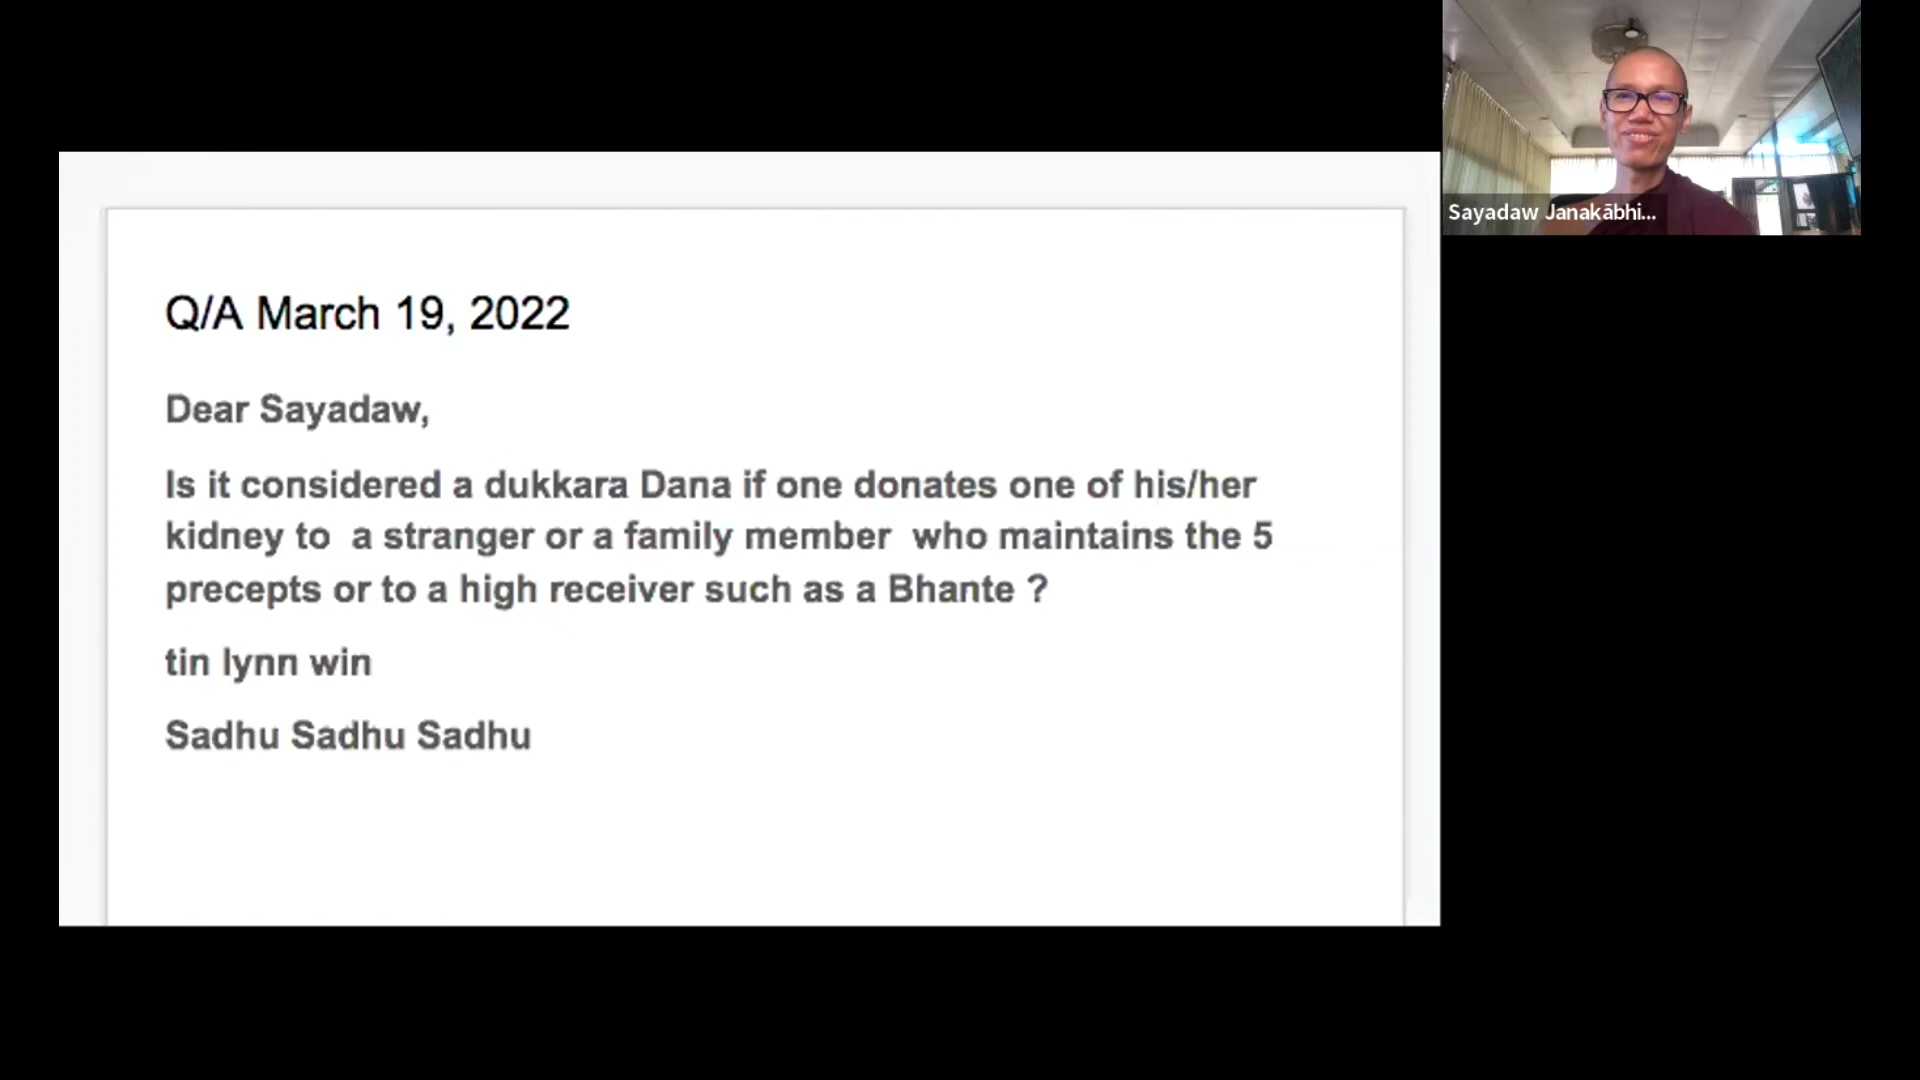 Sayadaw Janakābhi...
Q/A March 19, 2022
Dear Sayadaw,
Is it considered a dukkara Dana if one donates one of his/her
kidney to  a stranger or a family member  who maintains the 5
precepts or to a high receiver such as a Bhante ?
tin lynn win
Sadhu Sadhu Sadhu